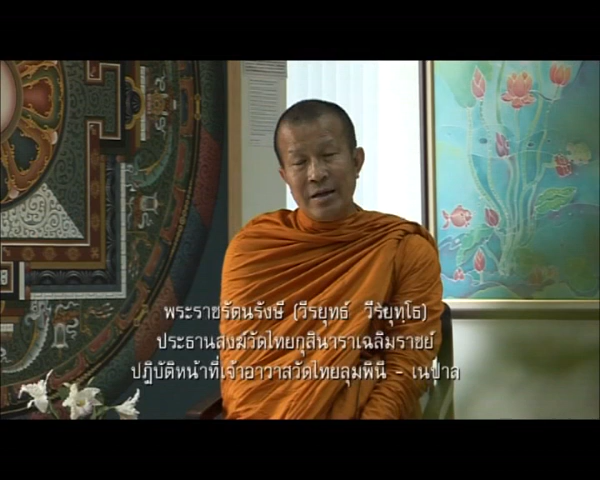 พระราชรัตนรังษี (วีรยุทธ์ วีรยุทฺโธ)
ประธานสงฆ์วัดไทยกุสินาราเฉลิมราชย์
ปฏิบัติหน้าที่เจ้าอาวาสวัดไทยลุมพินี - เนปาล